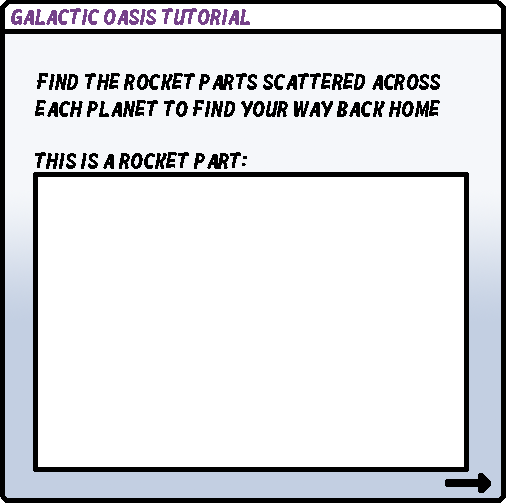 GALACTIC OASIS TUTORIAL
FIND THE ROCKET PARTS SCATTERED ACROSS
EACH PLANET TO FIND YOUR WAY BACK HOME
THIS IS A ROCKET PART: